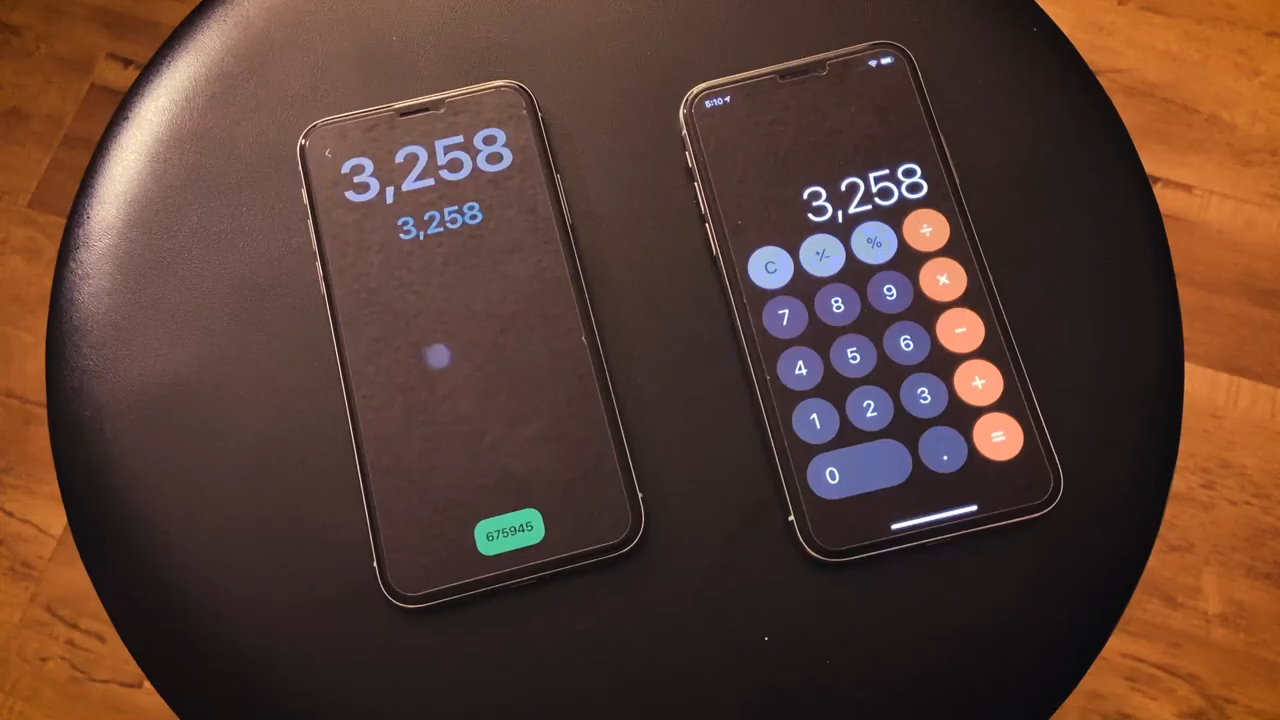 3,258
3,258
675945
5:10
3,258
C +/- % ÷
7 8 9 ×
4 5 6 −
1 2 3 +
0 . =